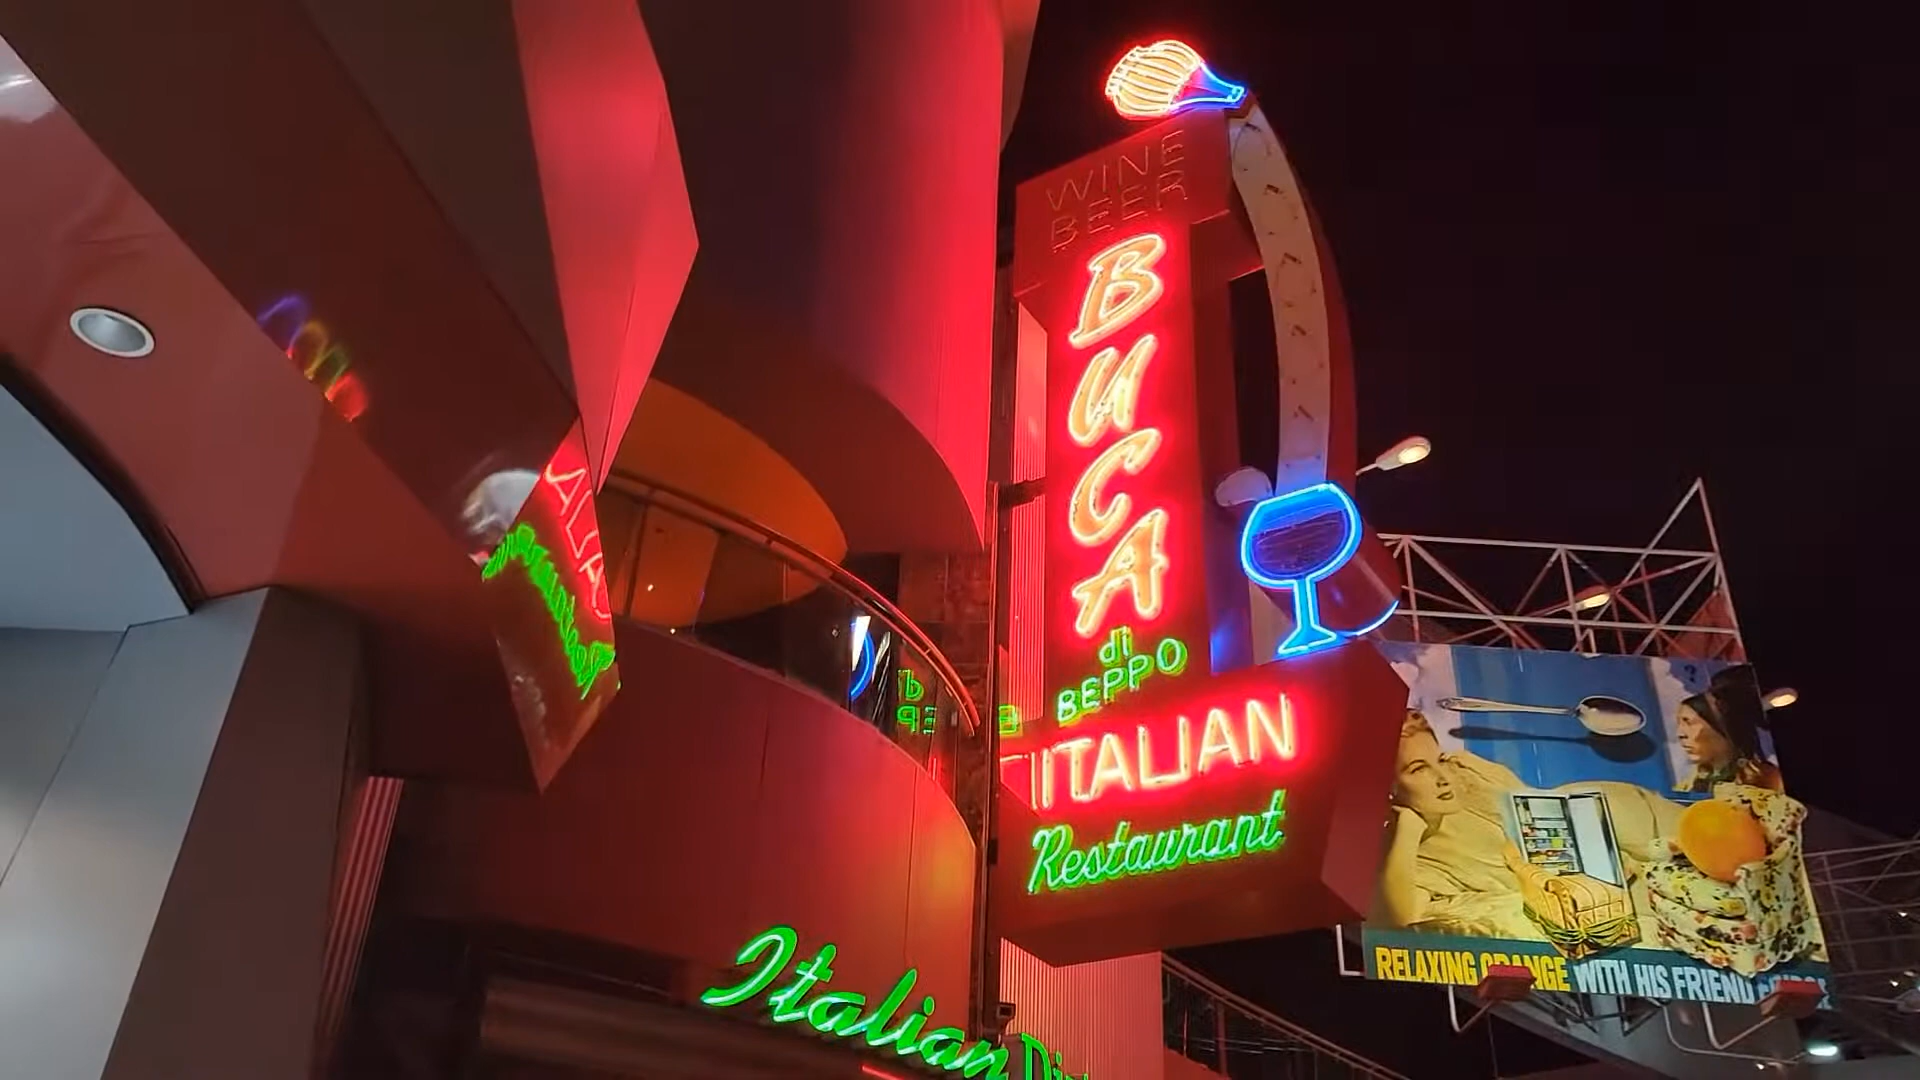 WINE
BEER
BUCA
di
BEPPO
ITALIAN
Restaurant
Italian
RELAXING ORANGE WITH HIS FRIEND